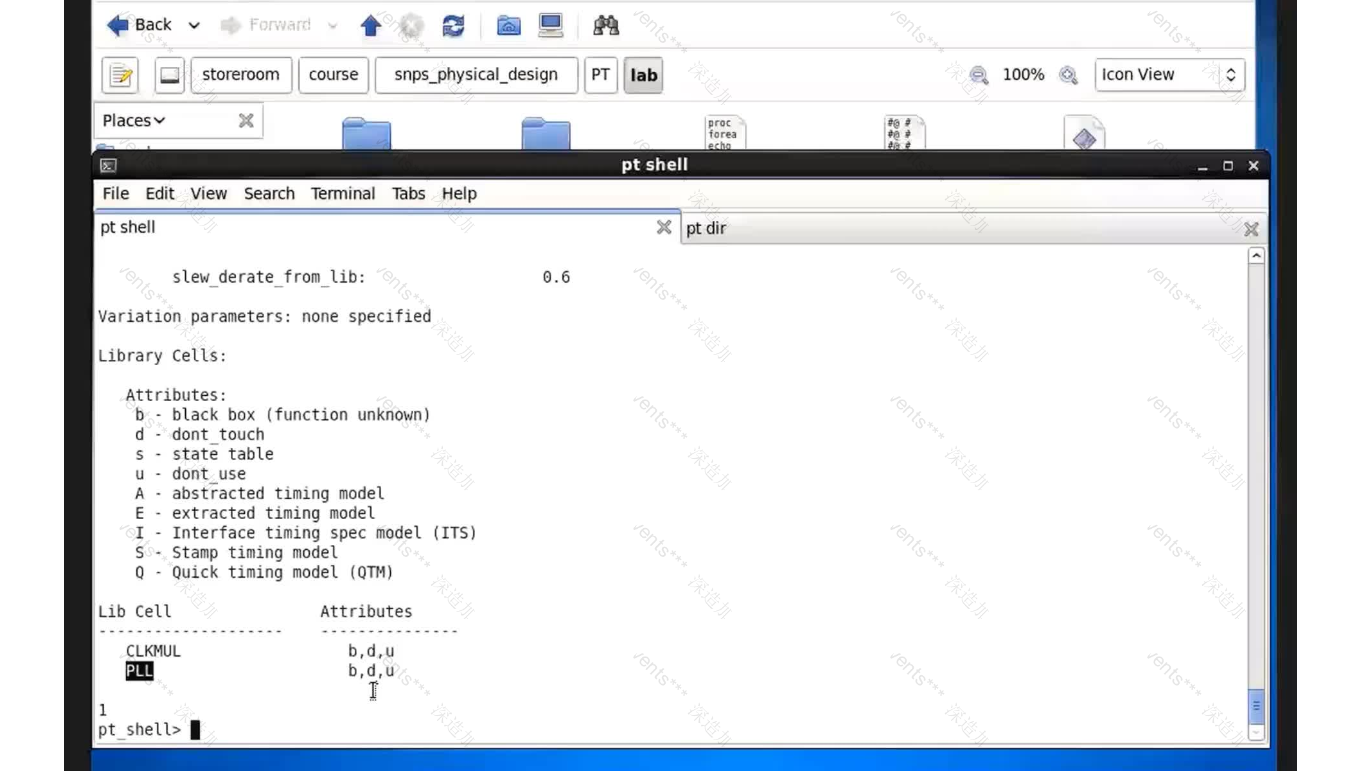 Back Forward
storeroom course snps_physical_design PT lab 100% Icon View
Places
proc
forea
echo
#@ #
##@ #
#@ #
pt shell
File Edit View Search Terminal Tabs Help
pt shell pt dir
slew_derate_from_lib: 0.6
Variation parameters: none specified
Library Cells:
Attributes:
b - black box (function unknown)
d - dont_touch
s - state table
u - dont_use
A - abstracted timing model
E - extracted timing model
I - Interface timing spec model (ITS)
S - Stamp timing model
Q - Quick timing model (QTM)
Lib Cell Attributes
-------------------- ---------------
CLKMUL b,d,u
PLL b,d,u
1
pt_shell>